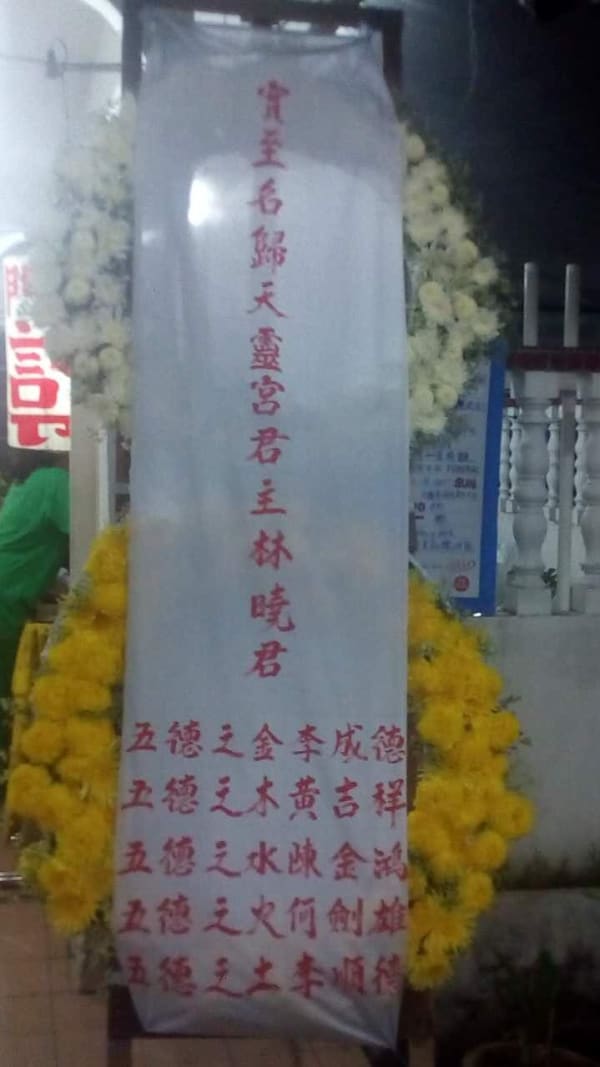 實至名歸天靈宮君主林曉君
五德之金李成德
五德之木黃吉祥
五德之水陳金鴻
五德之火何劍雄
五德之土李順德